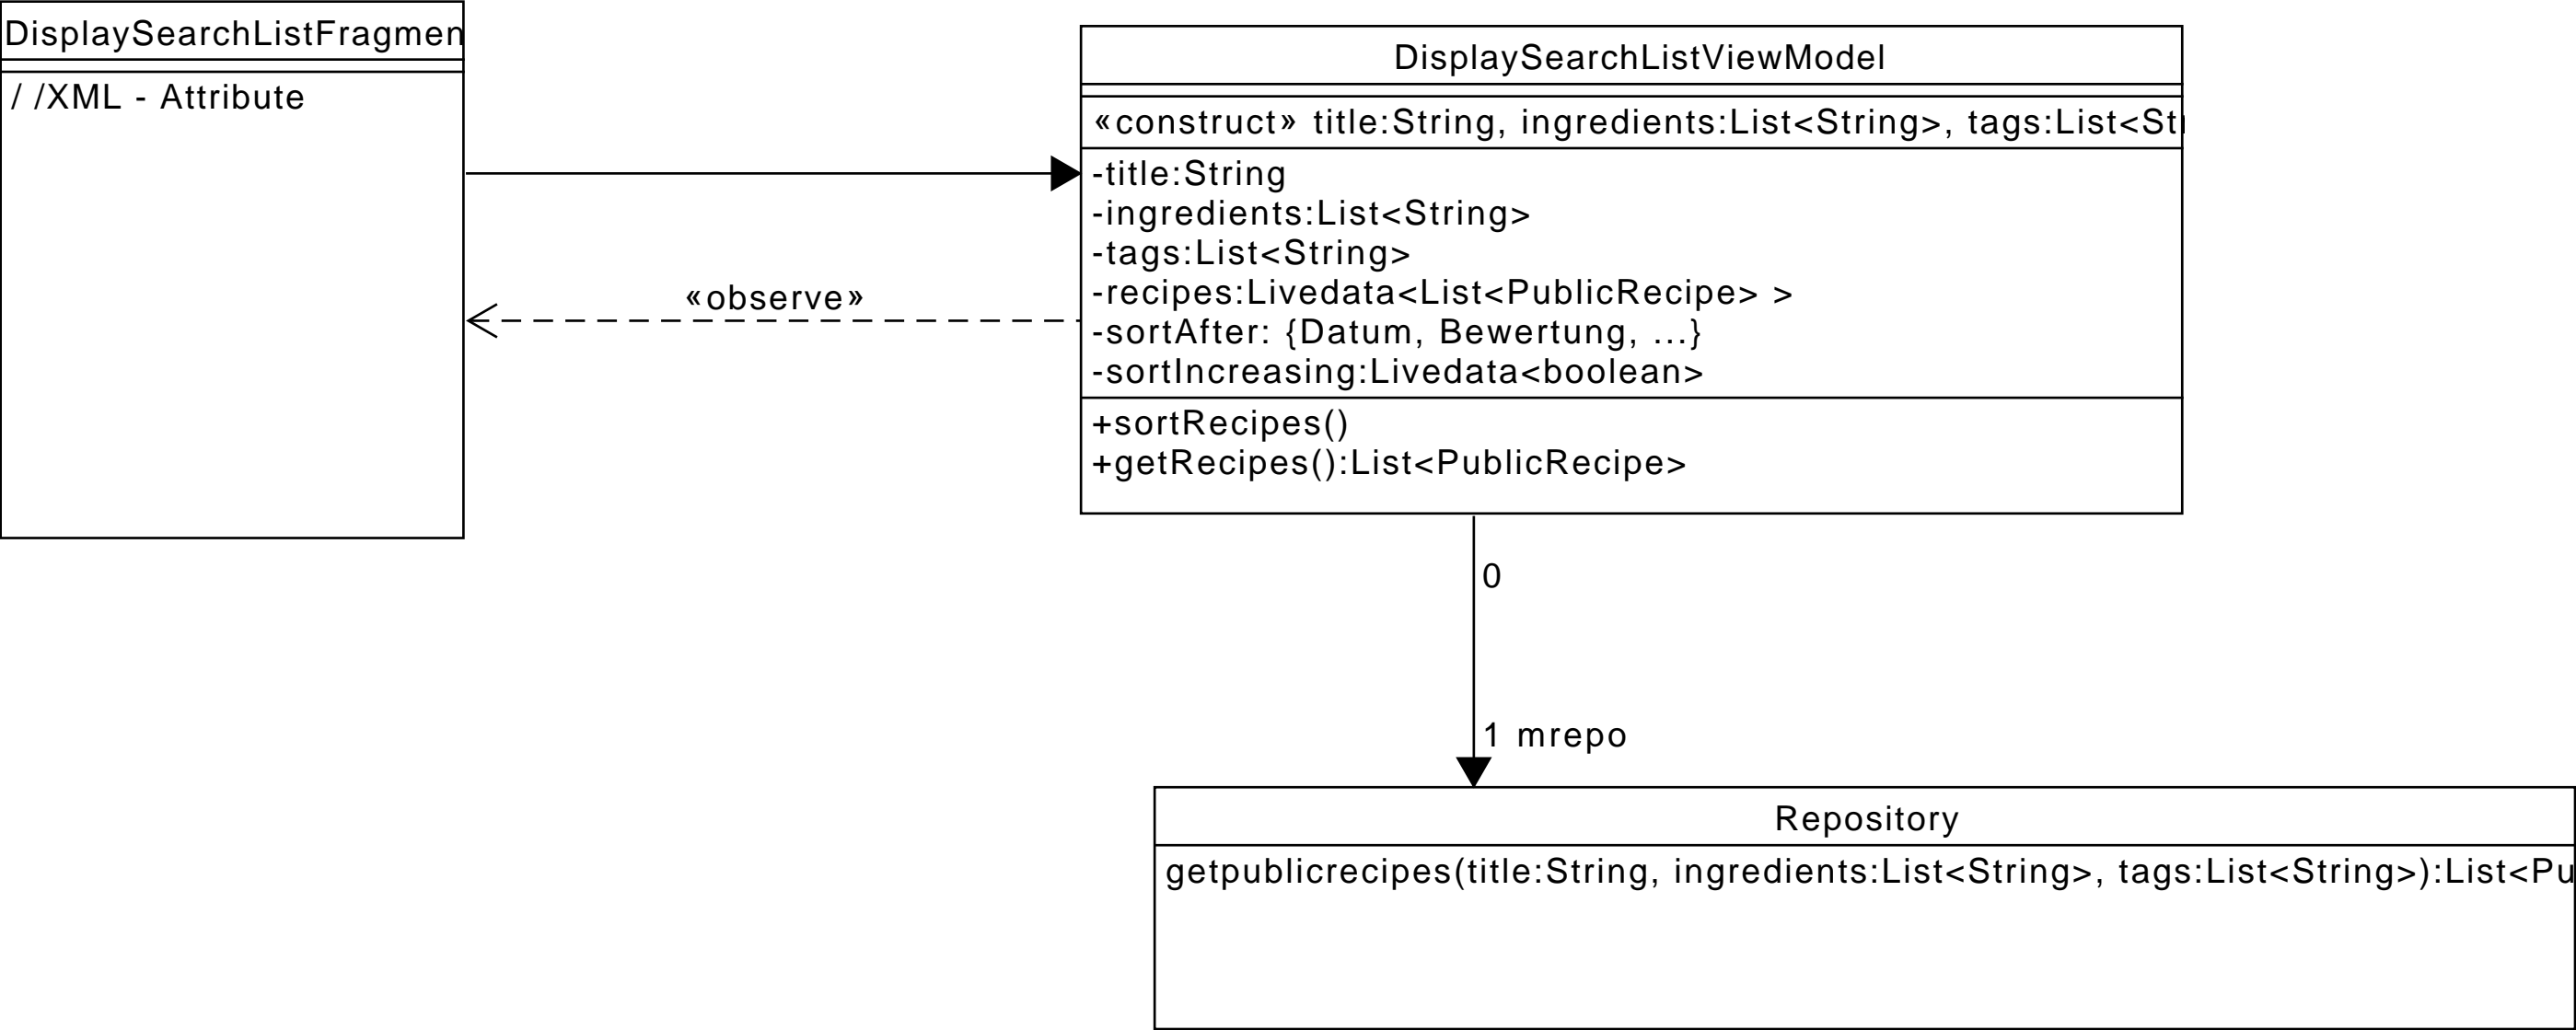 DisplaySearchListFragmen
/ /XML - Attribute
«observe»
DisplaySearchListViewModel
«construct» title:String, ingredients:List<String>, tags:List<Stri
-title:String
-ingredients:List<String>
-tags:List<String>
-recipes:Livedata<List<PublicRecipe> >
-sortAfter: {Datum, Bewertung, ...}
-sortIncreasing:Livedata<boolean>
+sortRecipes()
+getRecipes():List<PublicRecipe>
0
1 mrepo
Repository
getpublicrecipes(title:String, ingredients:List<String>, tags:List<String>):List<Pu